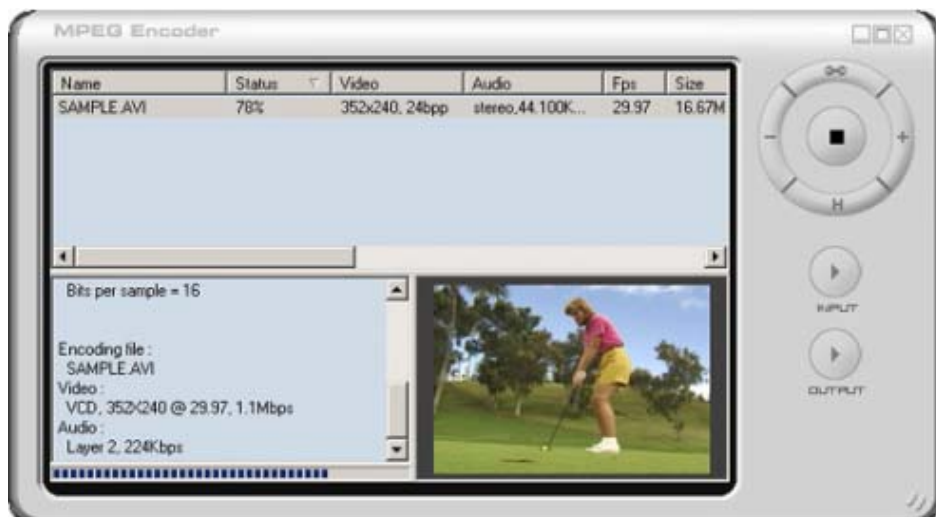 MPEG Encoder
Name Status Video Audio Fps Size
SAMPLE.AVI 78% 352x240, 24bpp stereo,44.100K... 29.97 16.67M
Bits per sample = 16
Encoding file :
SAMPLE.AVI
Video :
VCD, 352X240 @ 29.97, 1.1Mbps
Audio :
Layer 2, 224Kbps
- +
H
INPUT
OUTPUT